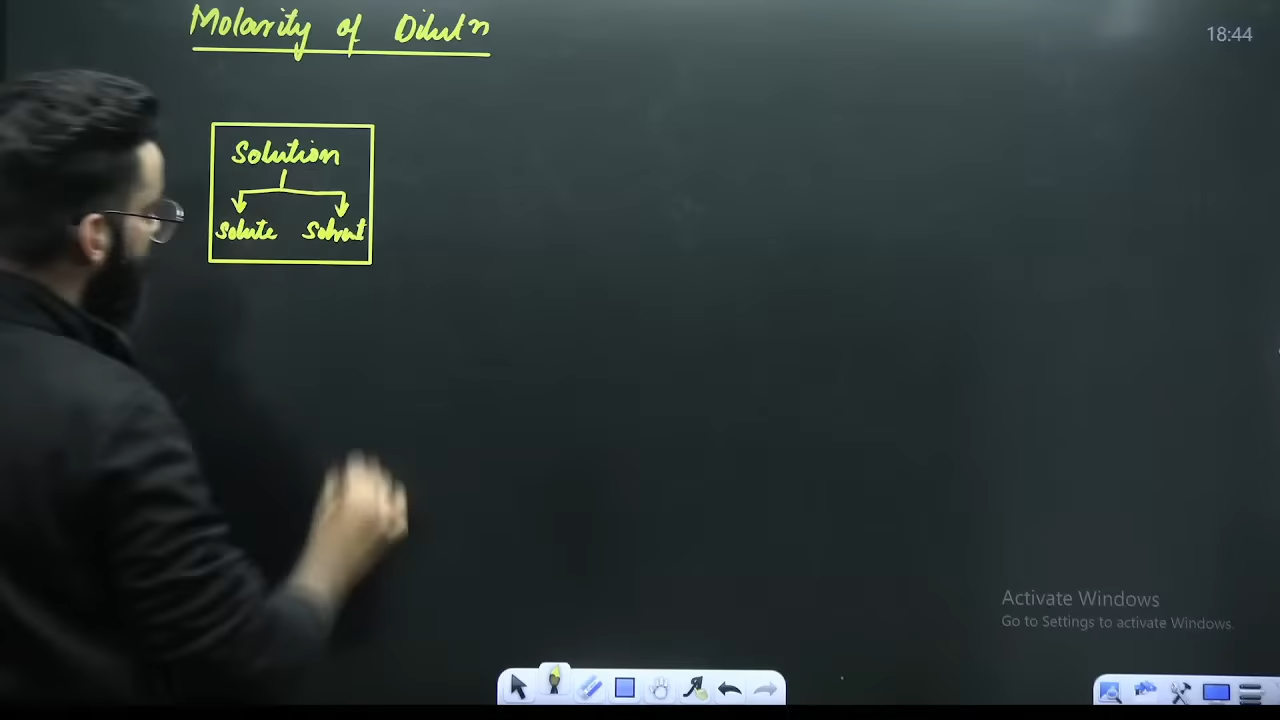 Molarity of Dilutn
18:44
Solution
Solute Solvent
Activate Windows
Go to Settings to activate Windows.